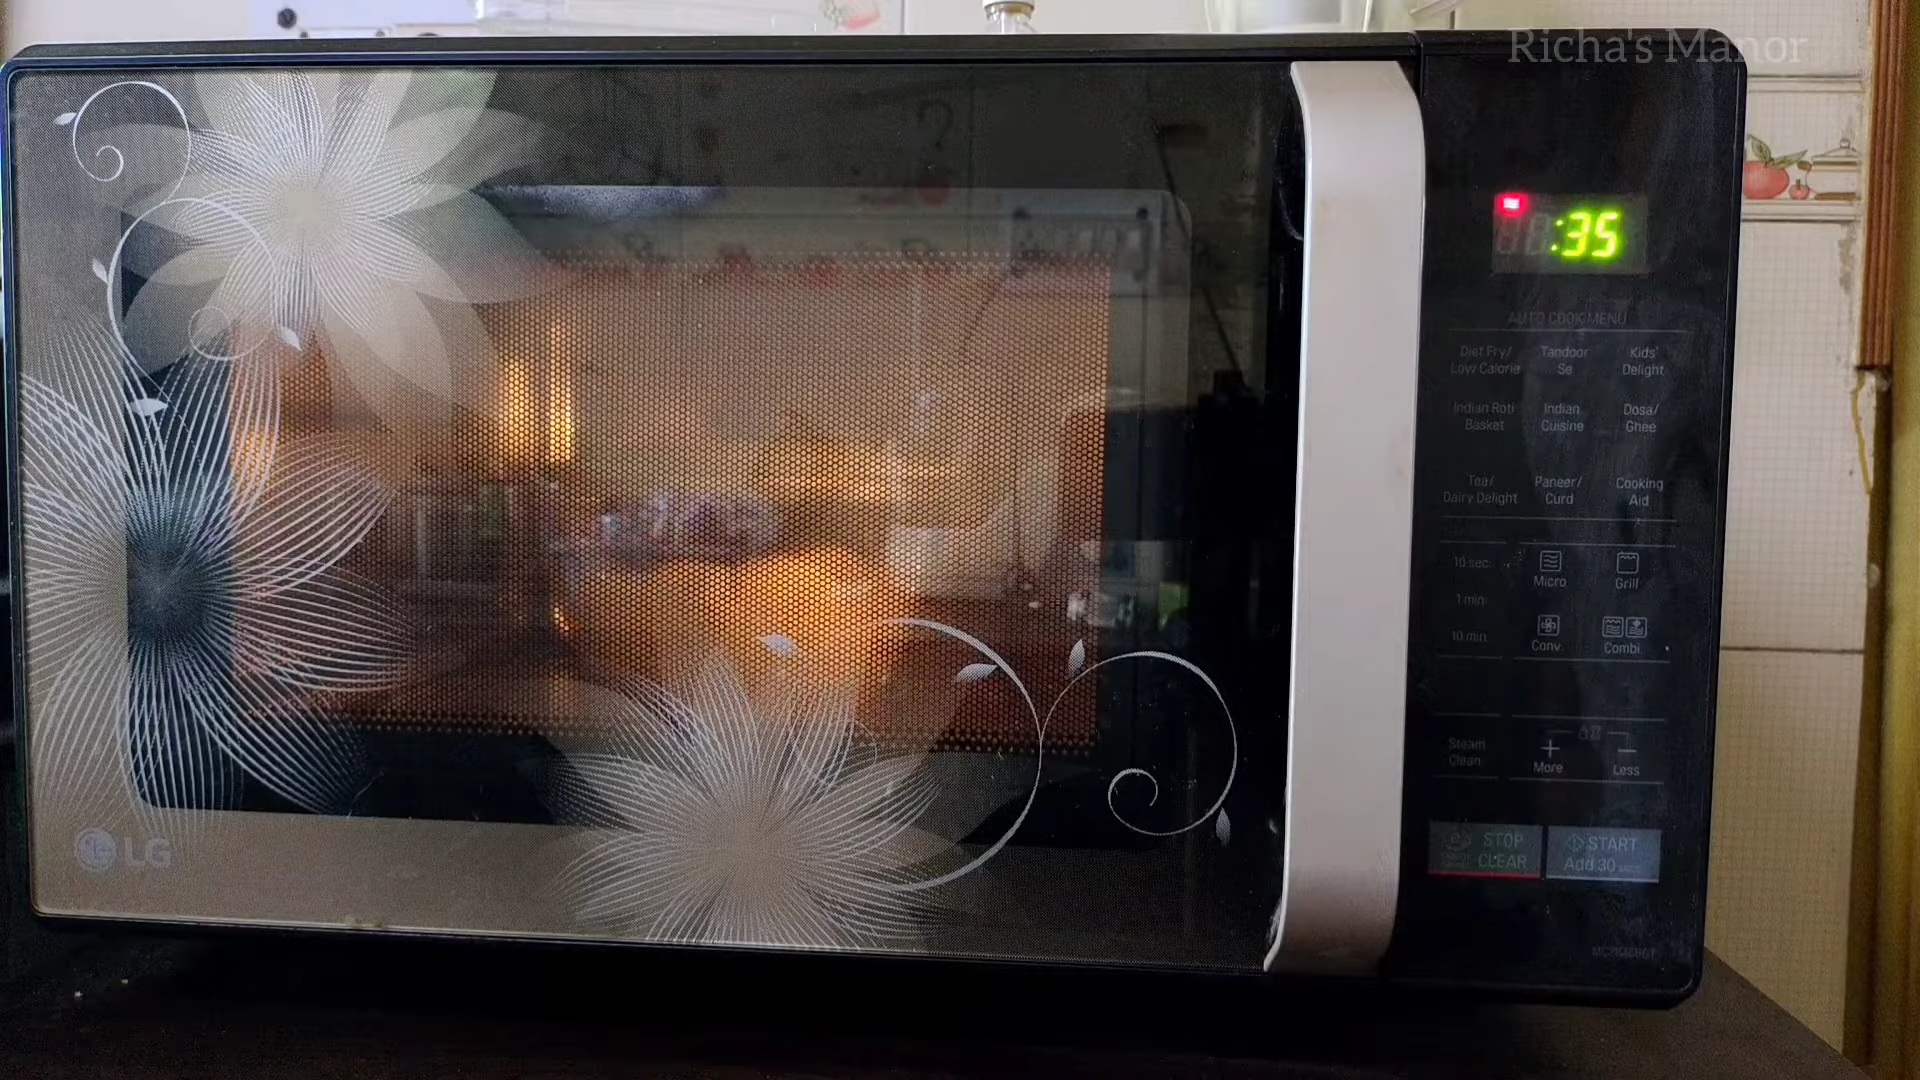 Richa's Manor
:35
AUTO COOK MENU
Diet Fry/
Low Calorie
Tandoor
Se
Kids'
Delight
Indian Roti
Basket
Indian
Cuisine
Dosa/
Ghee
Tea/
Dairy Delight
Paneer/
Curd
Cooking
Aid
10 sec.
Micro
Grill
1 min.
10 min.
Conv.
Combi.
Steam
Clean
More
Less
STOP
CLEAR
START
Add 30
LG